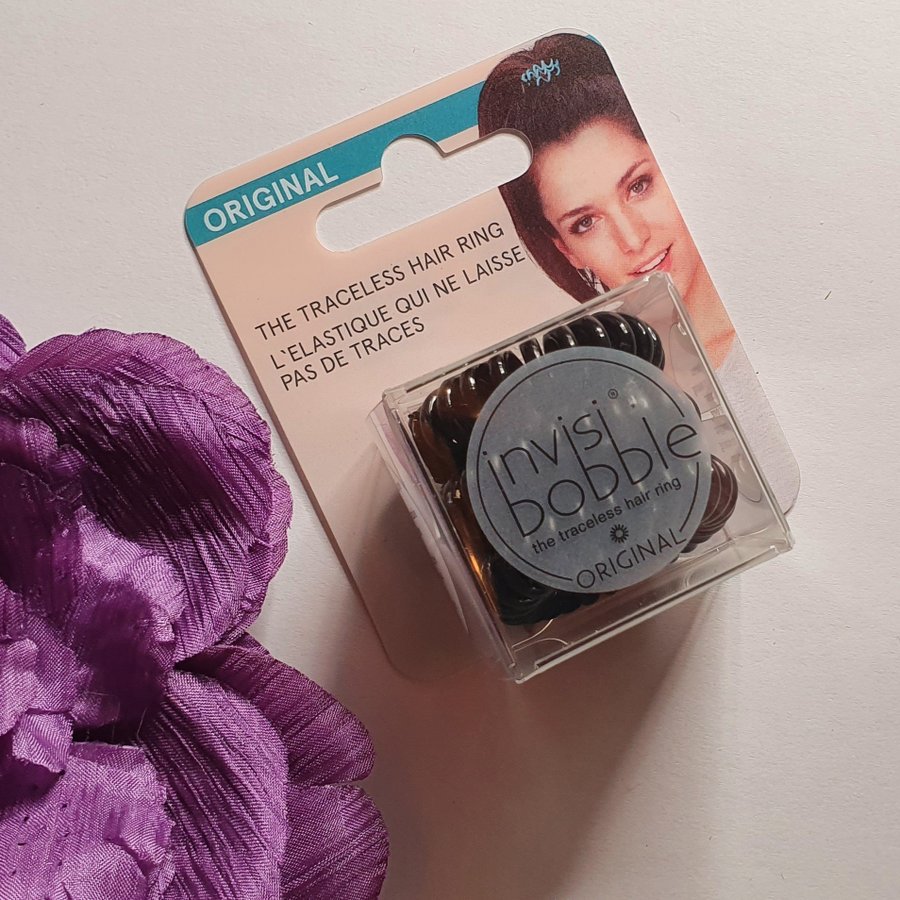 ORIGINAL
THE TRACELESS HAIR RING
L`ELASTIQUE QUI NE LAISSE
PAS DE TRACES
invisi®
bobble
the traceless hair ring
ORIGINAL